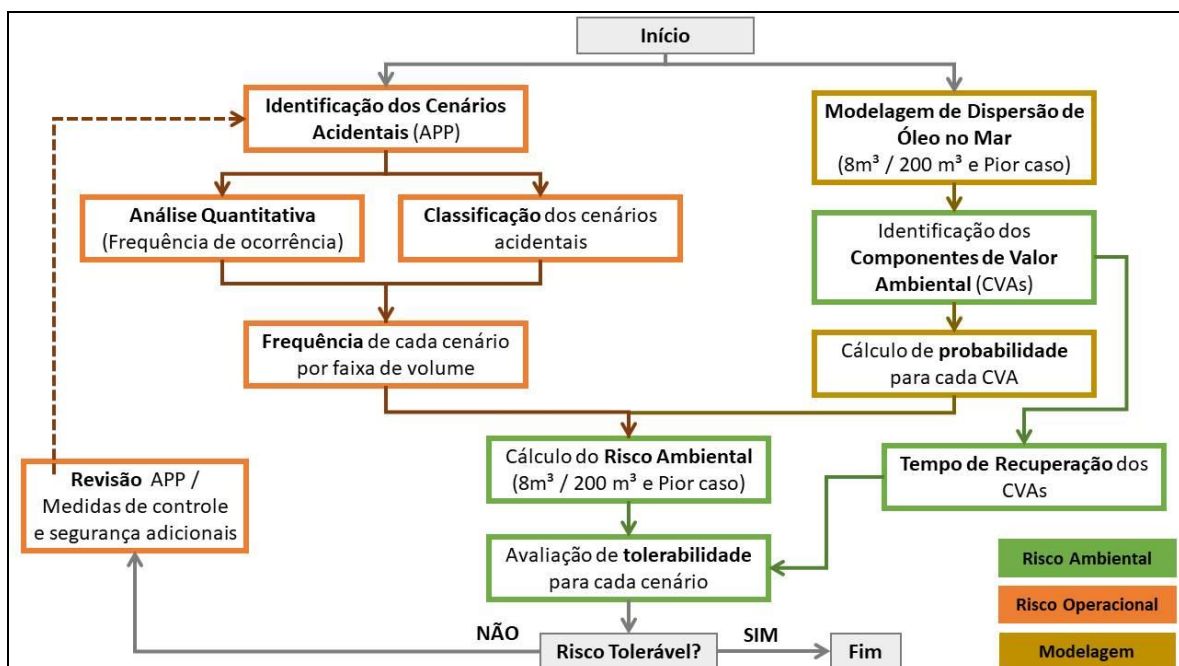 Início
Identificação dos Cenários
Acidentais (APP)
Modelagem de Dispersão de
Óleo no Mar
(8m³ / 200 m³ e Pior caso)
Análise Quantitativa
(Frequência de ocorrência)
Classificação dos cenários
acidentais
Identificação dos
Componentes de Valor
Ambiental (CVAs)
Frequência de cada cenário
por faixa de volume
Cálculo de probabilidade
para cada CVA
Cálculo do Risco Ambiental
(8m³ / 200 m³ e Pior caso)
Tempo de Recuperação dos
CVAs
Revisão APP /
Medidas de controle
e segurança adicionais
Avaliação de tolerabilidade
para cada cenário
NÃO
Risco Tolerável?
SIM
Fim
Risco Ambiental
Risco Operacional
Modelagem